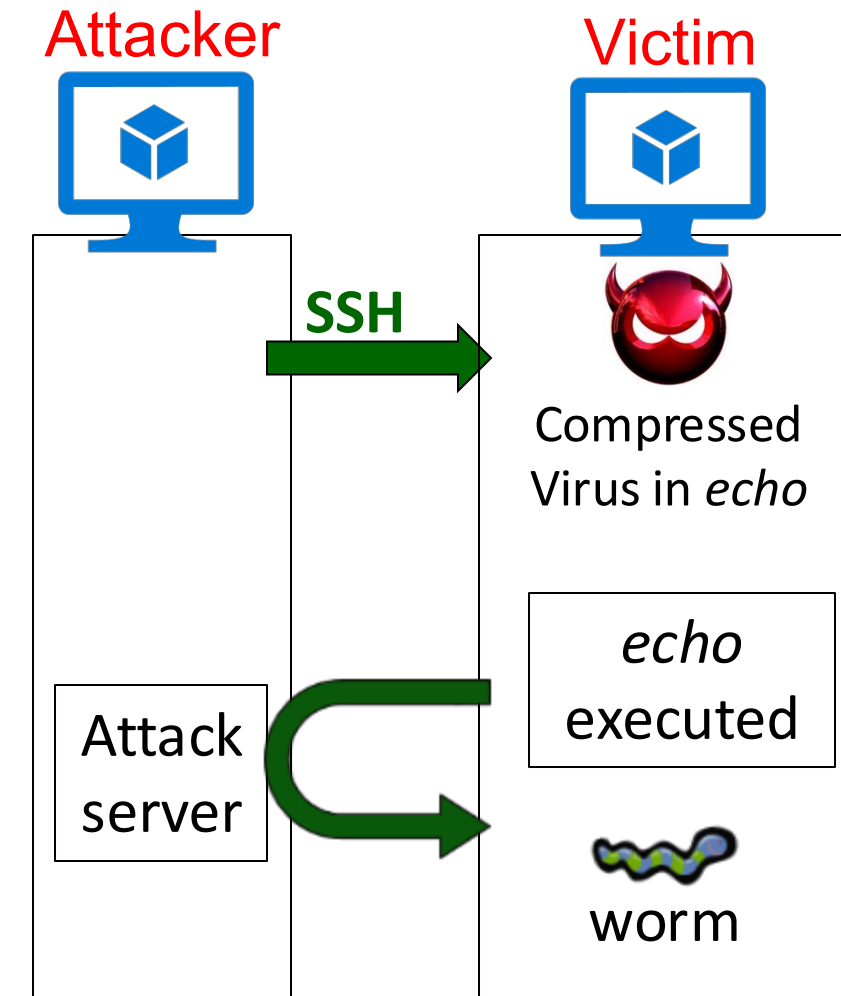 Attacker
Victim
SSH
Compressed
Virus in echo
echo
executed
Attack
server
worm